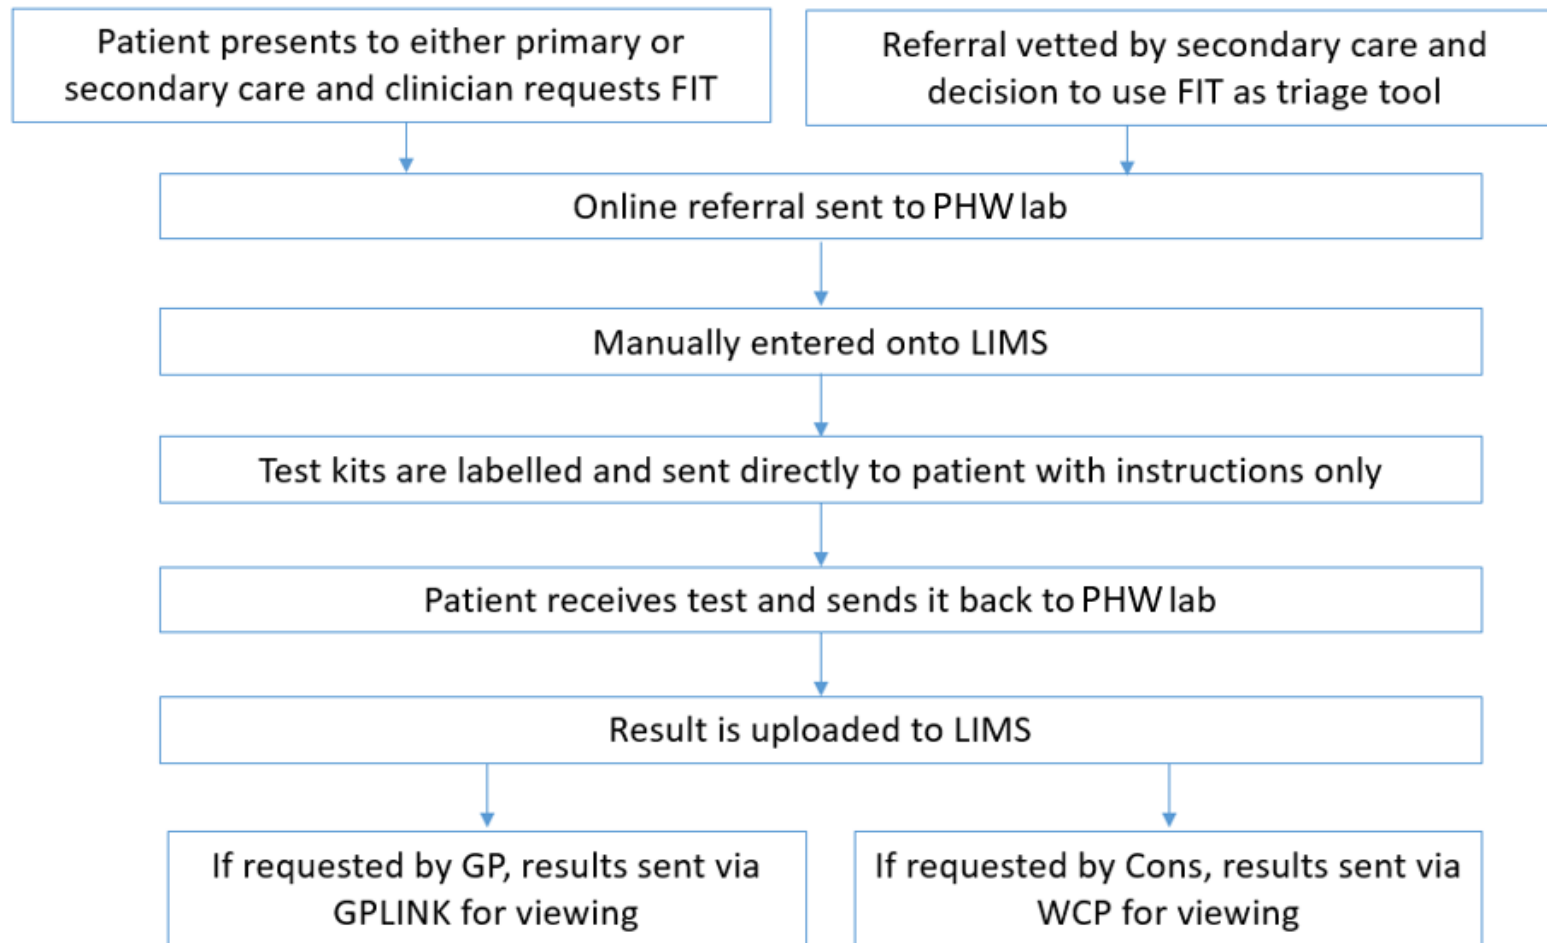 Patient presents to either primary or
secondary care and clinician requests FIT
Referral vetted by secondary care and
decision to use FIT as triage tool
Online referral sent to PHW lab
Manually entered onto LIMS
Test kits are labelled and sent directly to patient with instructions only
Patient receives test and sends it back to PHW lab
Result is uploaded to LIMS
If requested by GP, results sent via
GPLINK for viewing
If requested by Cons, results sent via
WCP for viewing